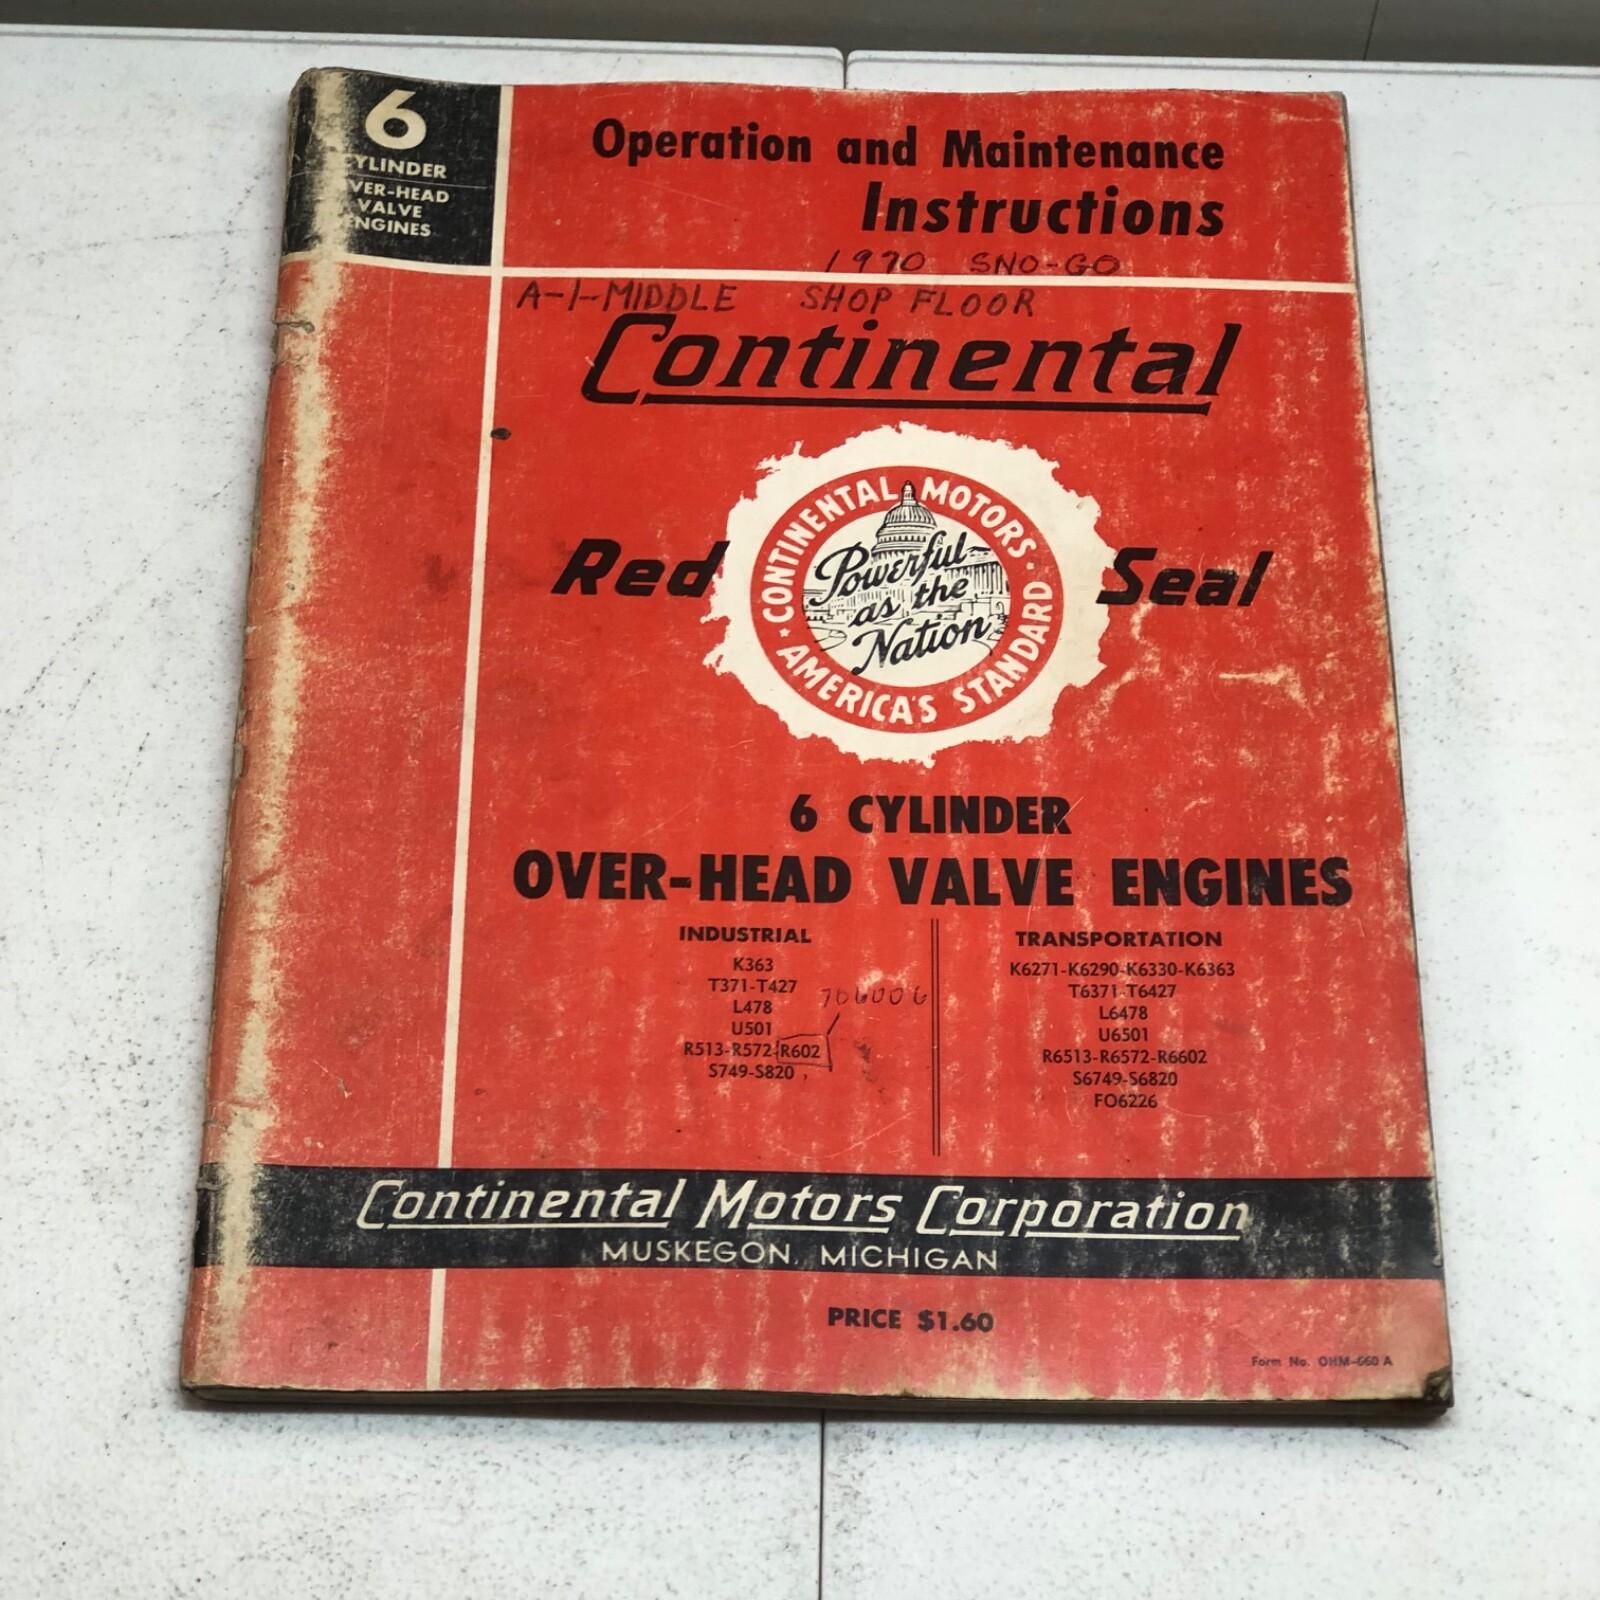 6
CYLINDER
VER-HEAD
VALVE
ENGINES
Operation and Maintenance
Instructions
1970 SNO-GO
A-1-MIDDLE SHOP FLOOR
Continental
Red Seal
CONTINENTAL MOTORS
Powerful
as the
Nation
AMERICA'S STANDARD
6 CYLINDER
OVER-HEAD VALVE ENGINES
INDUSTRIAL
K363
T371-T427
706006
L478
U501
R513-R572-R602
S749-S820
TRANSPORTATION
K6271-K6290-K6330-K6363
T6371-T6427
L6478
U6501
R6513-R6572-R6602
S6749-S6820
FO6226
Continental Motors Corporation
MUSKEGON, MICHIGAN
PRICE $1.60
Form No. OHM-660 A